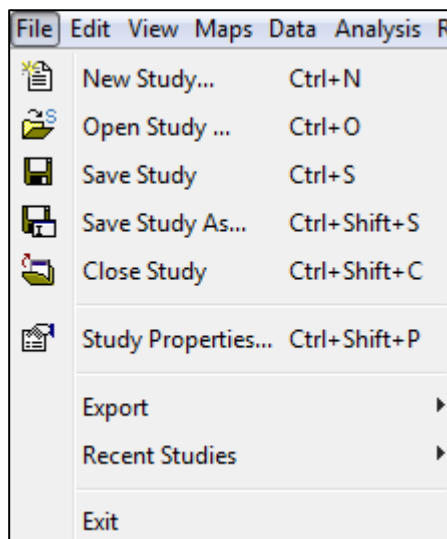 File Edit View Maps Data Analysis R
New Study... Ctrl+N
Open Study ... Ctrl+O
Save Study Ctrl+S
Save Study As... Ctrl+Shift+S
Close Study Ctrl+Shift+C
Study Properties... Ctrl+Shift+P
Export
Recent Studies
Exit